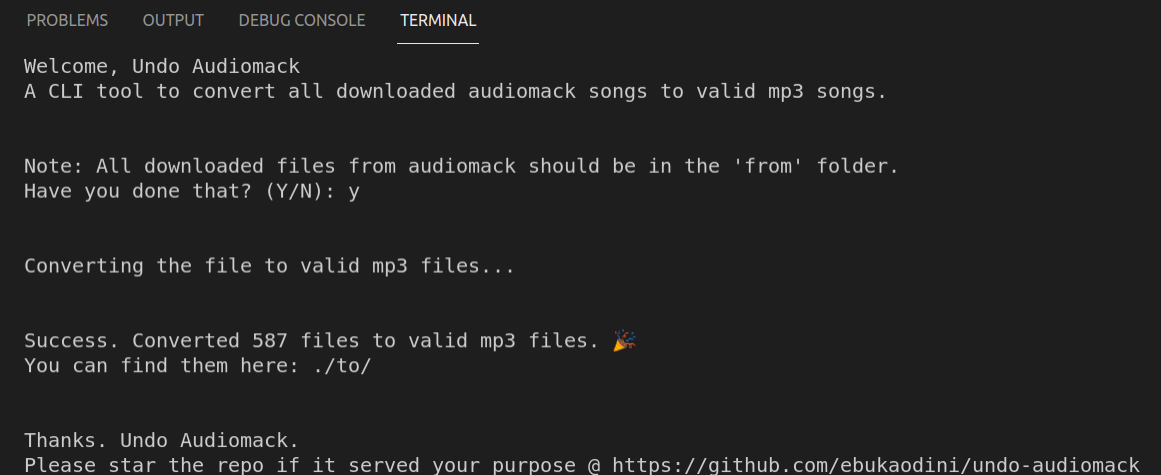 PROBLEMS OUTPUT DEBUG CONSOLE TERMINAL
Welcome, Undo Audiomack
A CLI tool to convert all downloaded audiomack songs to valid mp3 songs.
Note: All downloaded files from audiomack should be in the 'from' folder.
Have you done that? (Y/N): y
Converting the file to valid mp3 files...
Success. Converted 587 files to valid mp3 files. 🎉
You can find them here: ./to/
Thanks. Undo Audiomack.
Please star the repo if it served your purpose @ https://github.com/ebukaodini/undo-audiomack